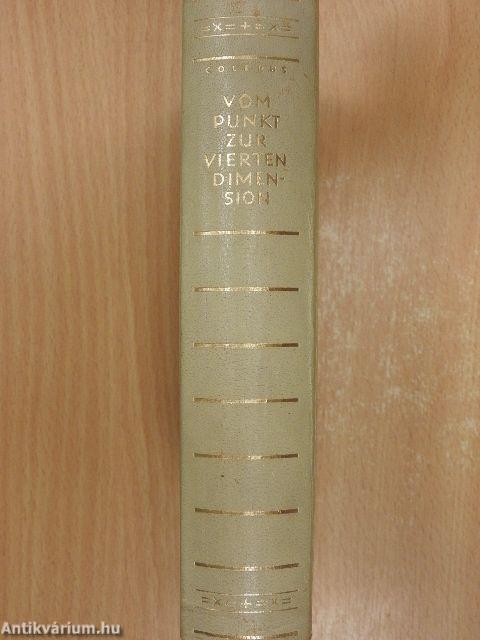 =×=+=×=
COLERUS
VOM
PUNKT
ZUR
VIERTEN
DIMEN-
SION
=×=+=×=
Antikvárium.hu